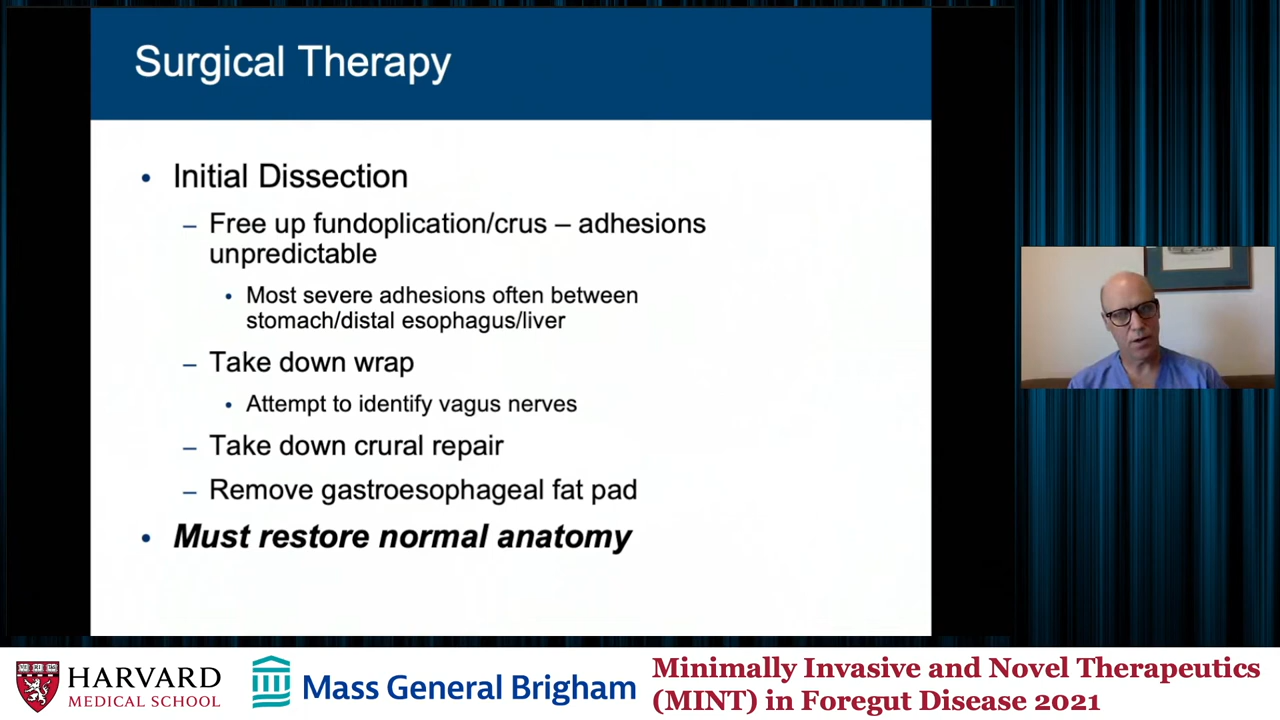 Surgical Therapy
• Initial Dissection
– Free up fundoplication/crus – adhesions
unpredictable
• Most severe adhesions often between
stomach/distal esophagus/liver
– Take down wrap
• Attempt to identify vagus nerves
– Take down crural repair
– Remove gastroesophageal fat pad
• Must restore normal anatomy
HARVARD
MEDICAL SCHOOL
Mass General Brigham
Minimally Invasive and Novel Therapeutics
(MINT) in Foregut Disease 2021